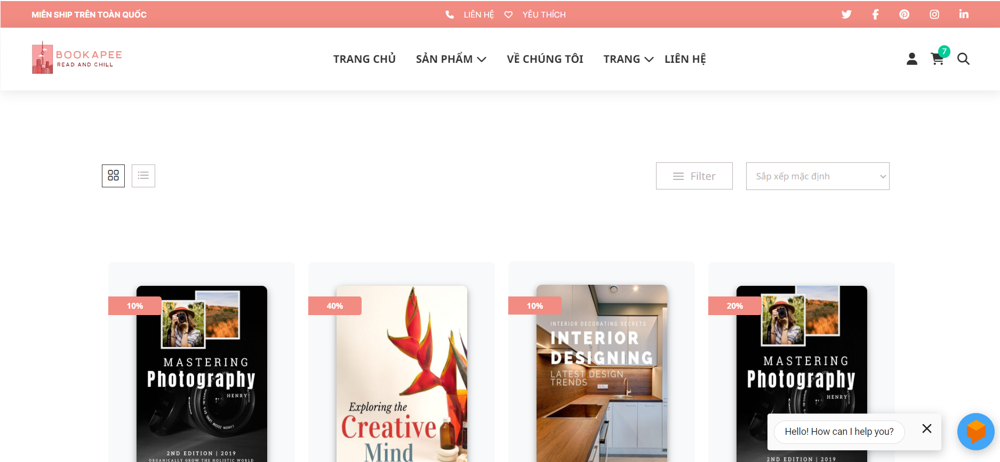 MIỄN SHIP TRÊN TOÀN QUỐC
LIÊN HỆ
YÊU THÍCH
BOOKAPEE
READ AND CHILL
TRANG CHỦ
SẢN PHẨM
VỀ CHÚNG TÔI
TRANG
LIÊN HỆ
7
Filter
Sắp xếp mặc định
10%
MASTERING
Photography
HENRY
CANON ZOOM LENS
2ND EDITION | 2019
ORGANICALLY GROW THE HOLISTIC WORLD
40%
Exploring the
Creative
Mind
10%
INTERIOR DECORATING SECRETS
INTERIOR
DESIGNING
LATEST DESIGN
TRENDS
20%
MASTERING
Photography
HENRY
2ND EDITION | 2019
Hello! How can I help you?